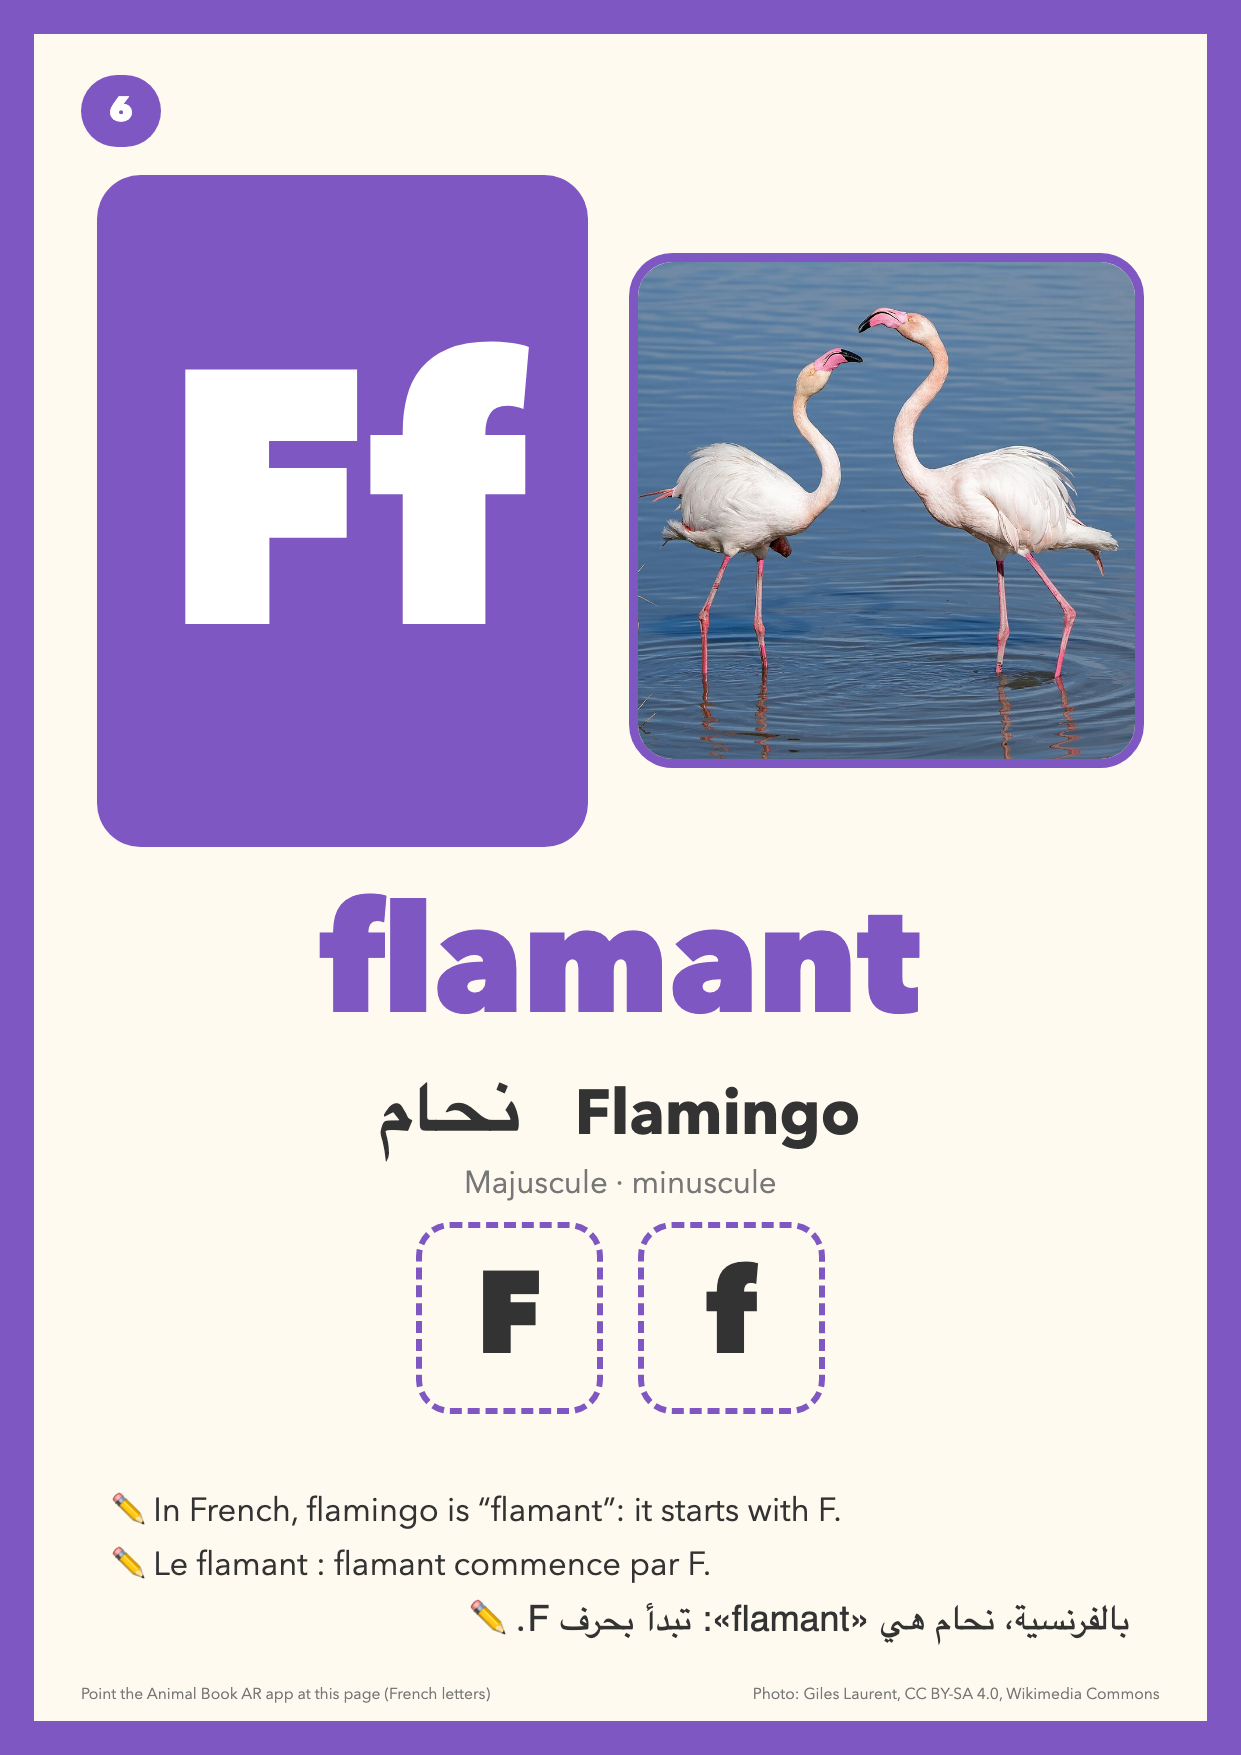 6
Ff
flamant
نحام Flamingo
Majuscule · minuscule
F f
✏️ In French, flamingo is “flamant”: it starts with F.
✏️ Le flamant : flamant commence par F.
بالفرنسية، نحام هي «flamant»: تبدأ بحرف F. ✏️
Point the Animal Book AR app at this page (French letters)
Photo: Giles Laurent, CC BY-SA 4.0, Wikimedia Commons